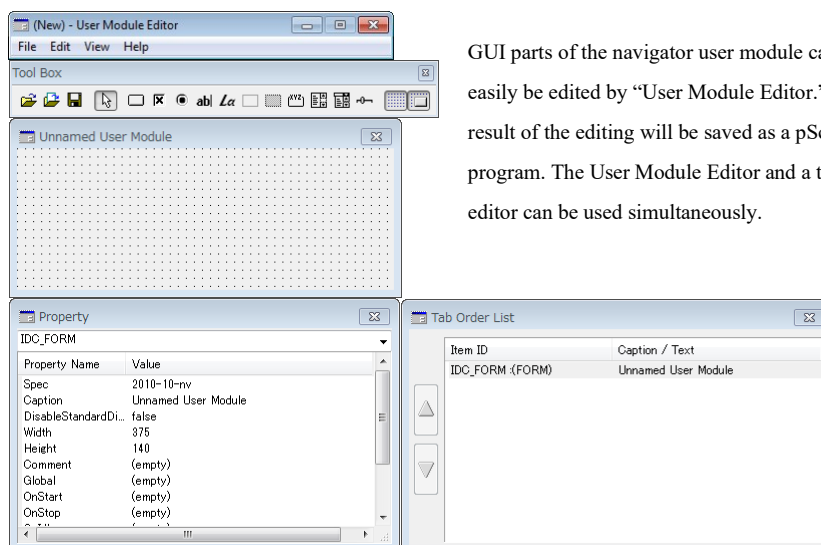 (New) - User Module Editor
File Edit View Help
Tool Box
ab|
Unnamed User Module
GUI parts of the navigator user module
easily be edited by “User Module Editor.”
result of the editing will be saved as a
program. The User Module Editor and a
editor can be used simultaneously.
Property
IDC_FORM
Property Name Value
Spec 2010-10-nv
Caption Unnamed User Module
DisableStandardDi... false
Width 375
Height 140
Comment (empty)
Global (empty)
OnStart (empty)
OnStop (empty)
Tab Order List
Item ID Caption / Text
IDC_FORM :(FORM) Unnamed User Module